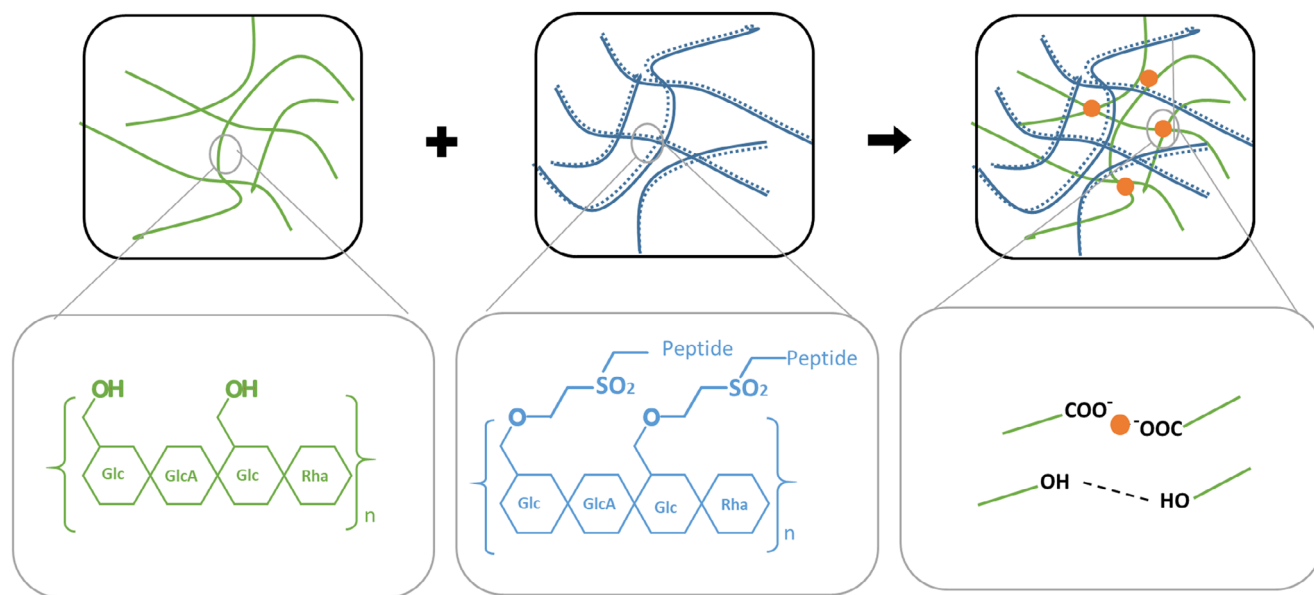 OH OH
Glc GlcA Glc Rha
n
Peptide
Peptide
SO2 SO2
O O
Glc GlcA Glc Rha
n
COO⁻
⁻OOC
OH
HO